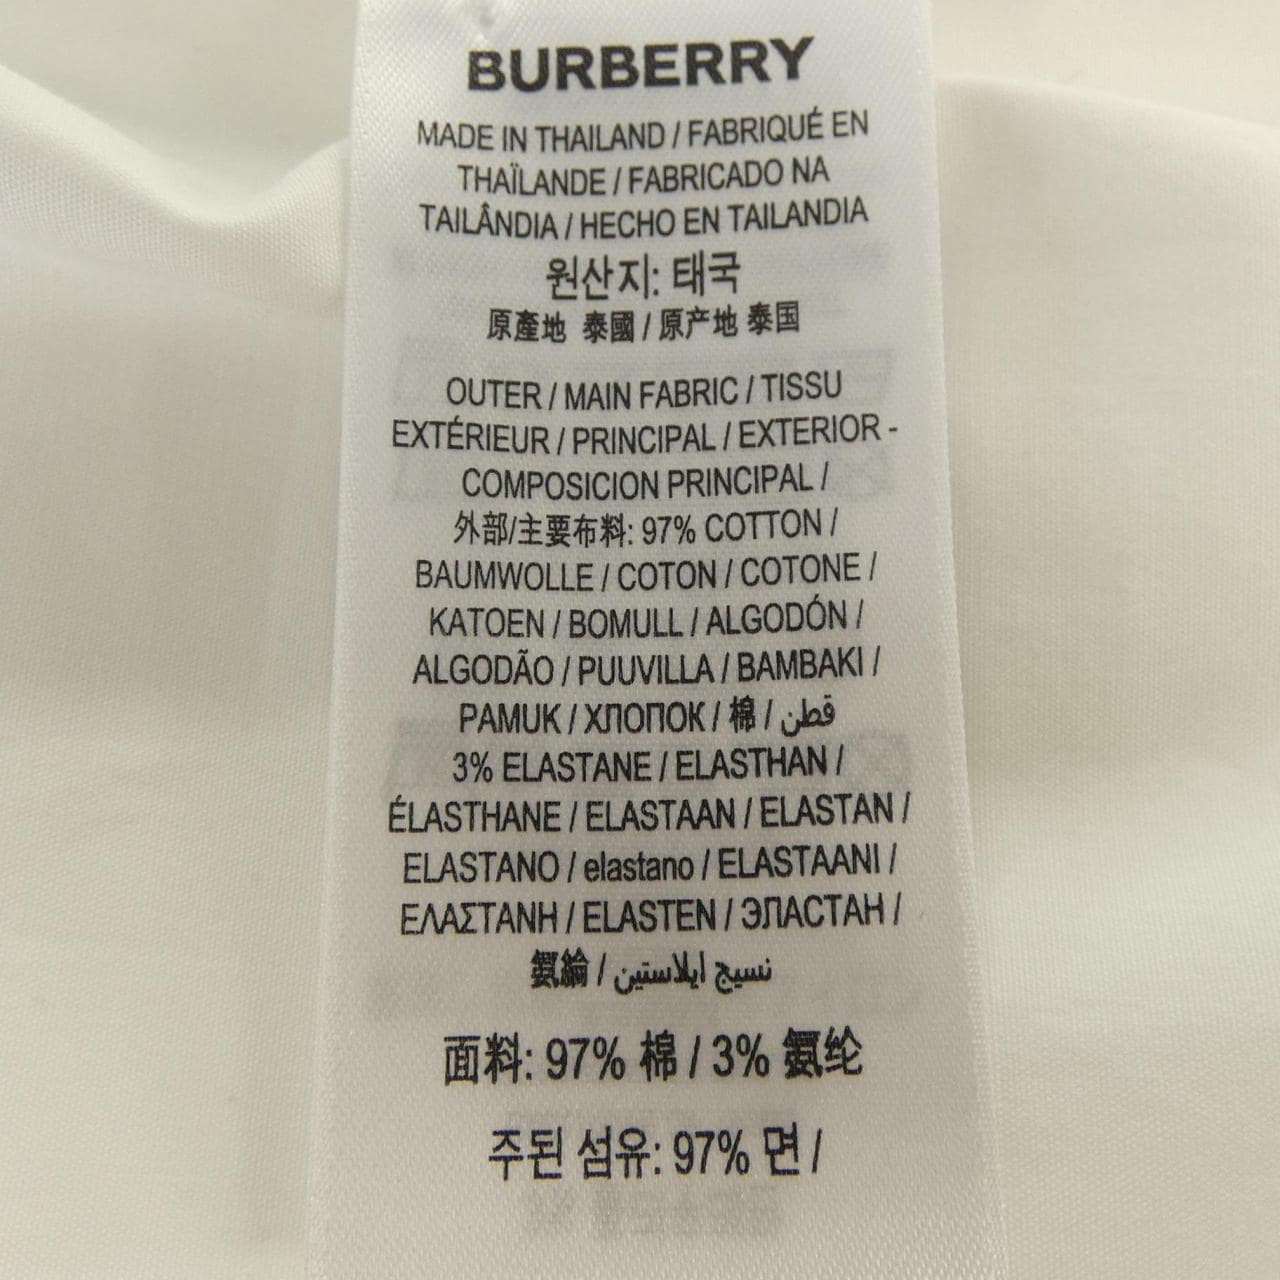 BURBERRY
MADE IN THAILAND / FABRIQUÉ EN
THAÏLANDE / FABRICADO NA
TAILÂNDIA / HECHO EN TAILANDIA
원산지: 태국
原產地 泰國 / 原产地 泰国
OUTER / MAIN FABRIC / TISSU
EXTÉRIEUR / PRINCIPAL / EXTERIOR -
COMPOSICION PRINCIPAL /
外部/主要布料: 97% COTTON /
BAUMWOLLE / COTON / COTONE /
KATOEN / BOMULL / ALGODÓN /
ALGODÃO / PUUVILLA / BAMBAKI /
PAMUK / ХЛОПОК / 棉 / قطن
3% ELASTANE / ELASTHAN /
ÉLASTHANE / ELASTAAN / ELASTAN /
ELASTANO / elastano / ELASTAANI /
ΕΛΑΣΤΑΝΗ / ELASTEN / ЭЛАСТАН /
氨綸 / نسيج ايلاستين
面料: 97% 棉 / 3% 氨纶
주된 섬유: 97% 면 /